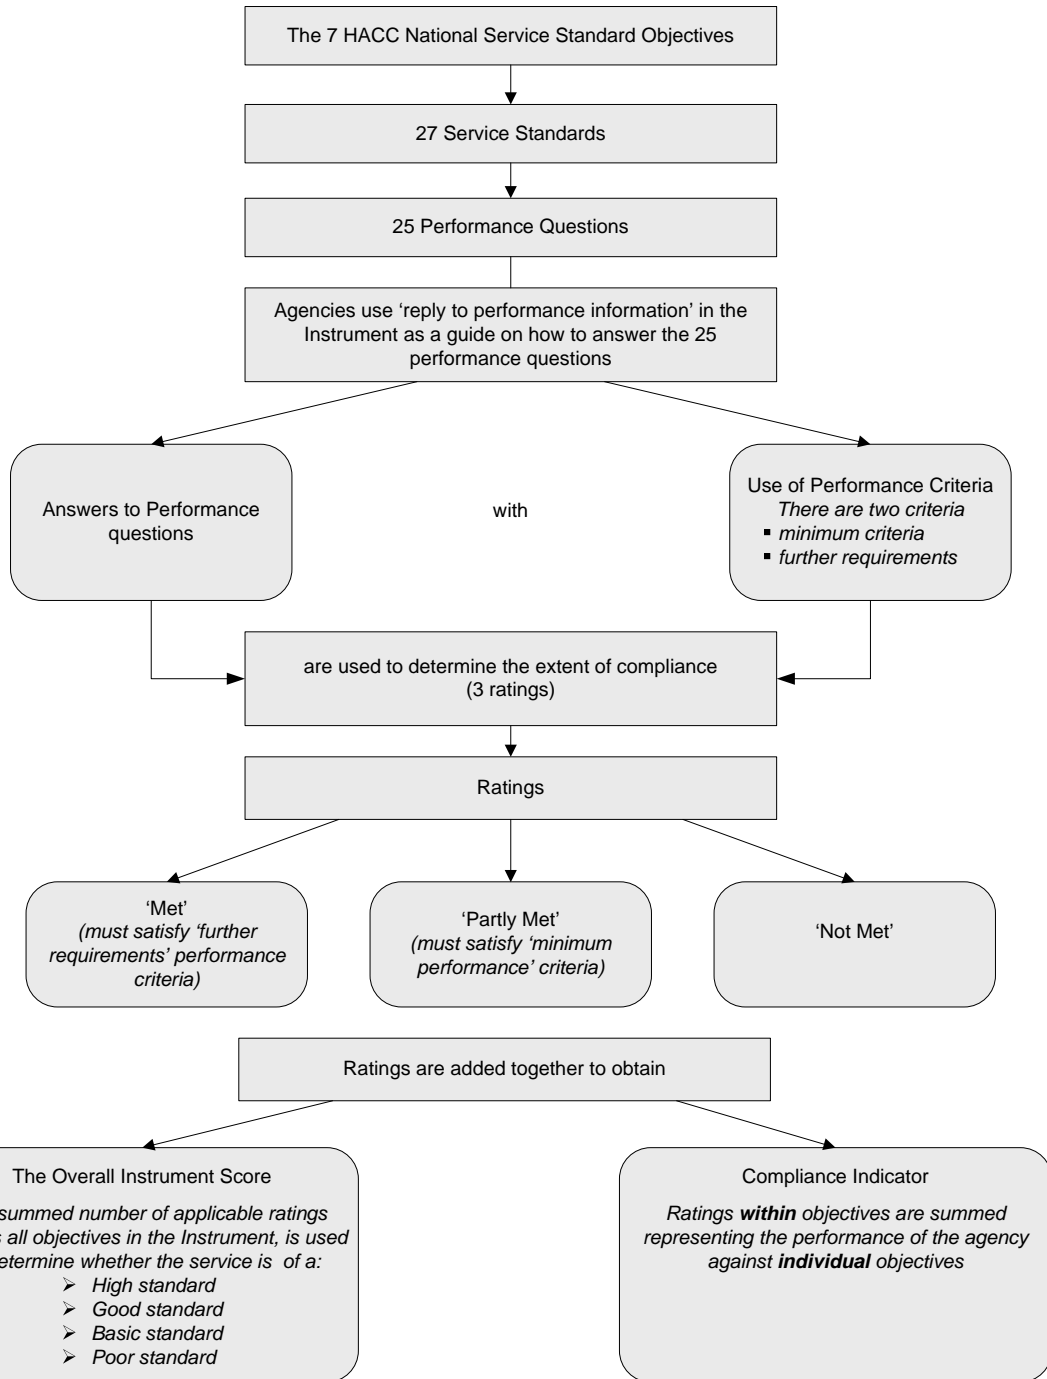 The 7 HACC National Service Standard Objectives
27 Service Standards
25 Performance Questions
Agencies use ‘reply to performance information’ in the
Instrument as a guide on how to answer the 25
performance questions
Answers to Performance
questions
with
Use of Performance Criteria
There are two criteria
▪ minimum criteria
▪ further requirements
are used to determine the extent of compliance
(3 ratings)
Ratings
‘Met’
(must satisfy ‘further
requirements’ performance
criteria)
‘Partly Met’
(must satisfy ‘minimum
performance’ criteria)
‘Not Met’
Ratings are added together to obtain
The Overall Instrument Score
summed number of applicable ratings
s all objectives in the Instrument, is used
etermine whether the service is of a:
➢ High standard
➢ Good standard
➢ Basic standard
➢ Poor standard
Compliance Indicator
Ratings within objectives are summed
representing the performance of the agency
against individual objectives